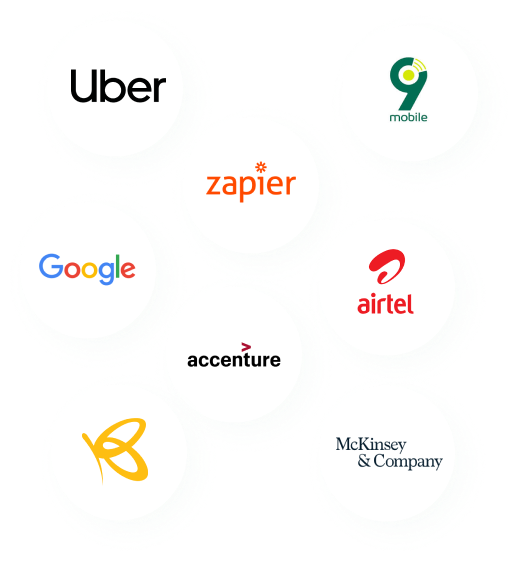 Uber
9
mobile
zapier
Google
airtel
accenture
McKinsey
& Company